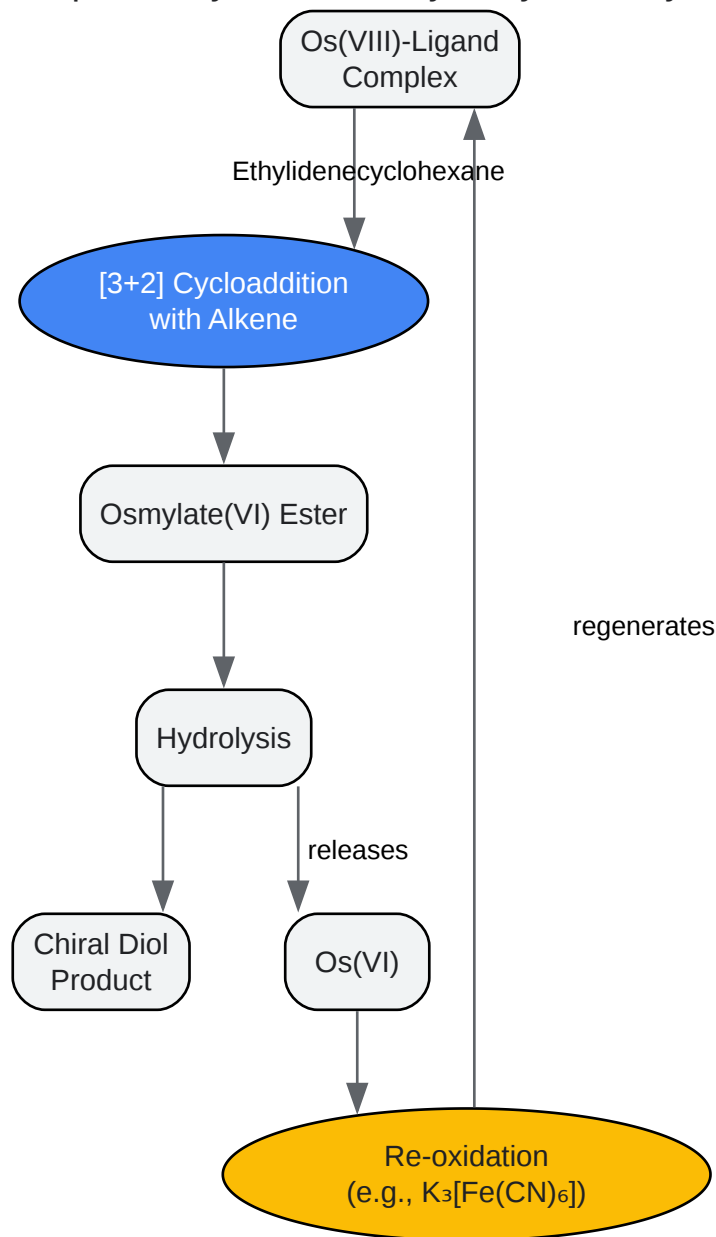 Os(VIII)-Ligand
Complex
Ethylidenecyclohexane
[3+2] Cycloaddition
with Alkene
Osmylate(VI) Ester
regenerates
Hydrolysis
releases
Chiral Diol
Product
Os(VI)
Re-oxidation
(e.g., K₃[Fe(CN)₆])